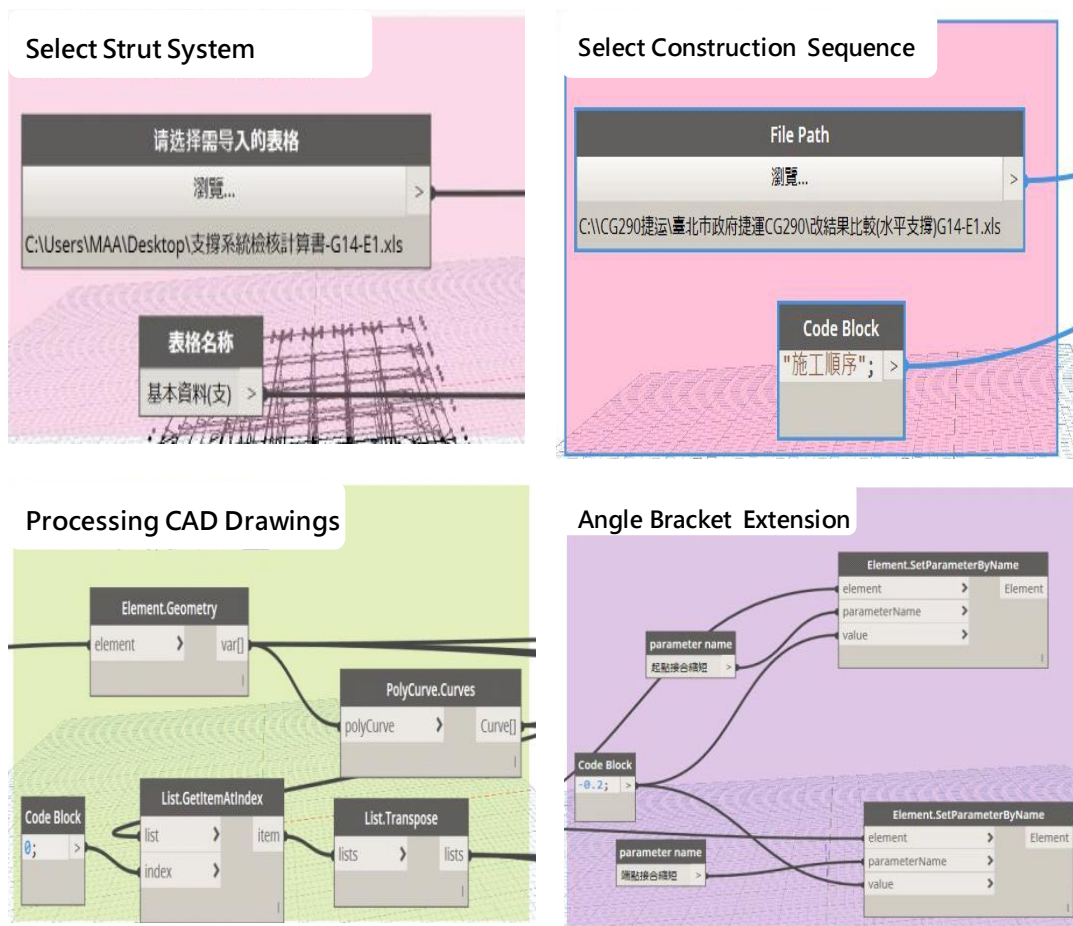 Select Strut System
请选择需导入的表格
瀏覽...
>
C:\Users\MAA\Desktop\支撐系統檢核計算書-G14-E1.xls
表格名称
基本資料(支) >
Select Construction Sequence
File Path
瀏覽...
>
C:\\CG290捷运\臺北市政府捷運CG290\改結果比較(水平支撐)G14-E1.xls
Code Block
"施工順序"; >
Processing CAD Drawings
Element.Geometry
element > var[]
PolyCurve.Curves
polyCurve > Curve[]
List.GetItemAtIndex
list > item
index >
Code Block
0; >
List.Transpose
lists > lists
Angle Bracket Extension
Element.SetParameterByName
element > Element
parameterName >
value >
parameter name
起點接合縮短 >
Code Block
-0.2; >
Element.SetParameterByName
element > Element
parameterName >
value >
parameter name
端點接合縮短 >